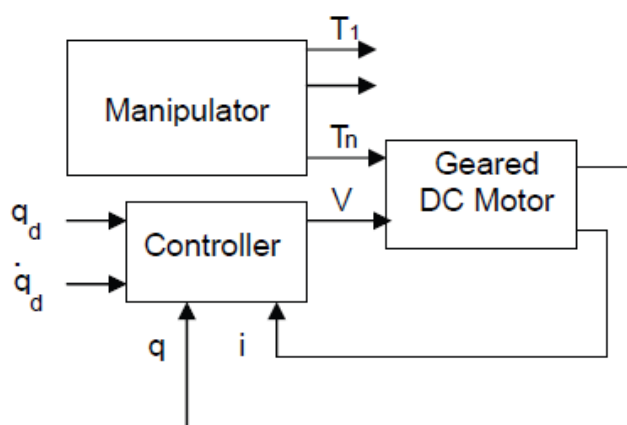 T1
Manipulator
Tn
Geared
DC Motor
qd
V
Controller
q̇d
q
i